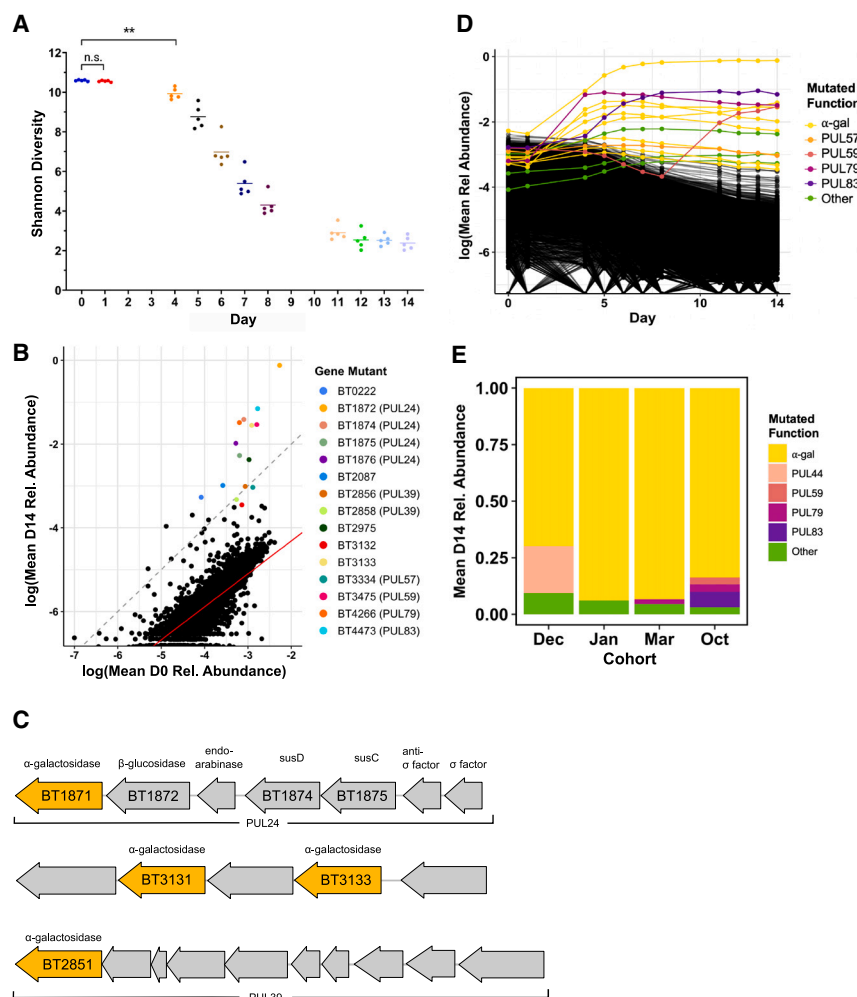 A
**
n.s.
12
10
8
6
4
2
0
Shannon Diversity
0 1 2 3 4 5 6 7 8 9 10 11 12 13 14
Day
D
0
-2
-4
-6
log(Mean Rel Abundance)
0 5 10 14
Day
Mutated
Function
α-gal
PUL57
PUL59
PUL79
PUL83
Other
B
0
-2
-4
-6
log(Mean D14 Rel. Abundance)
-7 -6 -5 -4 -3 -2
log(Mean D0 Rel. Abundance)
Gene Mutant
BT0222
BT1872 (PUL24)
BT1874 (PUL24)
BT1875 (PUL24)
BT1876 (PUL24)
BT2087
BT2856 (PUL39)
BT2858 (PUL39)
BT2975
BT3132
BT3133
BT3334 (PUL57)
BT3475 (PUL59)
BT4266 (PUL79)
BT4473 (PUL83)
E
1.00
0.75
0.50
0.25
0.00
Mean D14 Rel. Abundance
Dec Jan Mar Oct
Cohort
Mutated
Function
α-gal
PUL44
PUL59
PUL79
PUL83
Other
C
α-galactosidase β-glucosidase endo-arabinase susD susC anti-σ factor σ factor
BT1871 BT1872 BT1874 BT1875
PUL24
α-galactosidase α-galactosidase
BT3131 BT3133
α-galactosidase
BT2851
PUL39